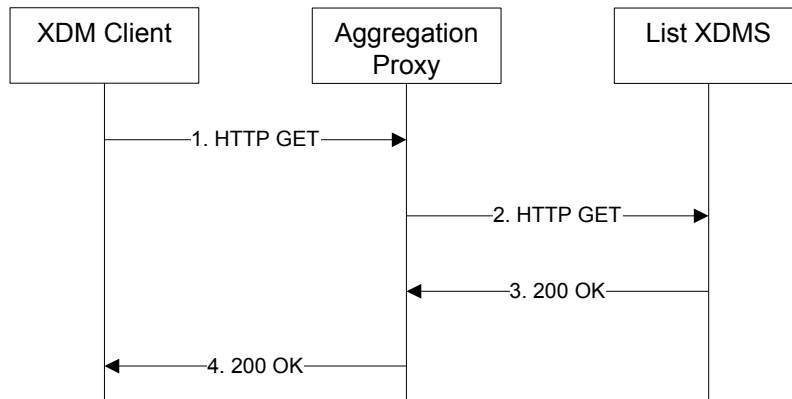 XDM Client
Aggregation
Proxy
List XDMS
1. HTTP GET
2. HTTP GET
3. 200 OK
4. 200 OK